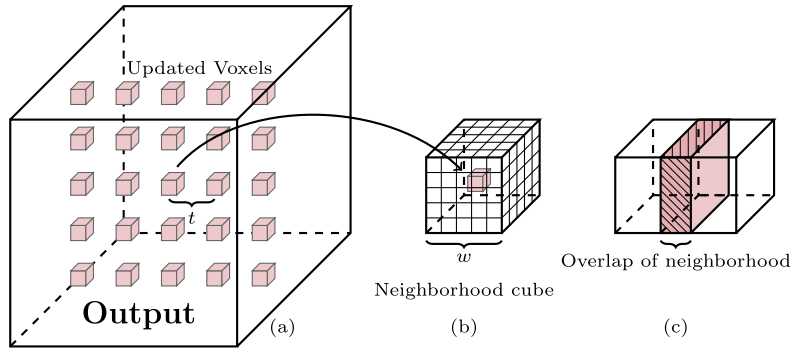 Updated Voxels
t
w
Overlap of neighborhood
Neighborhood cube
Output
(a)
(b)
(c)